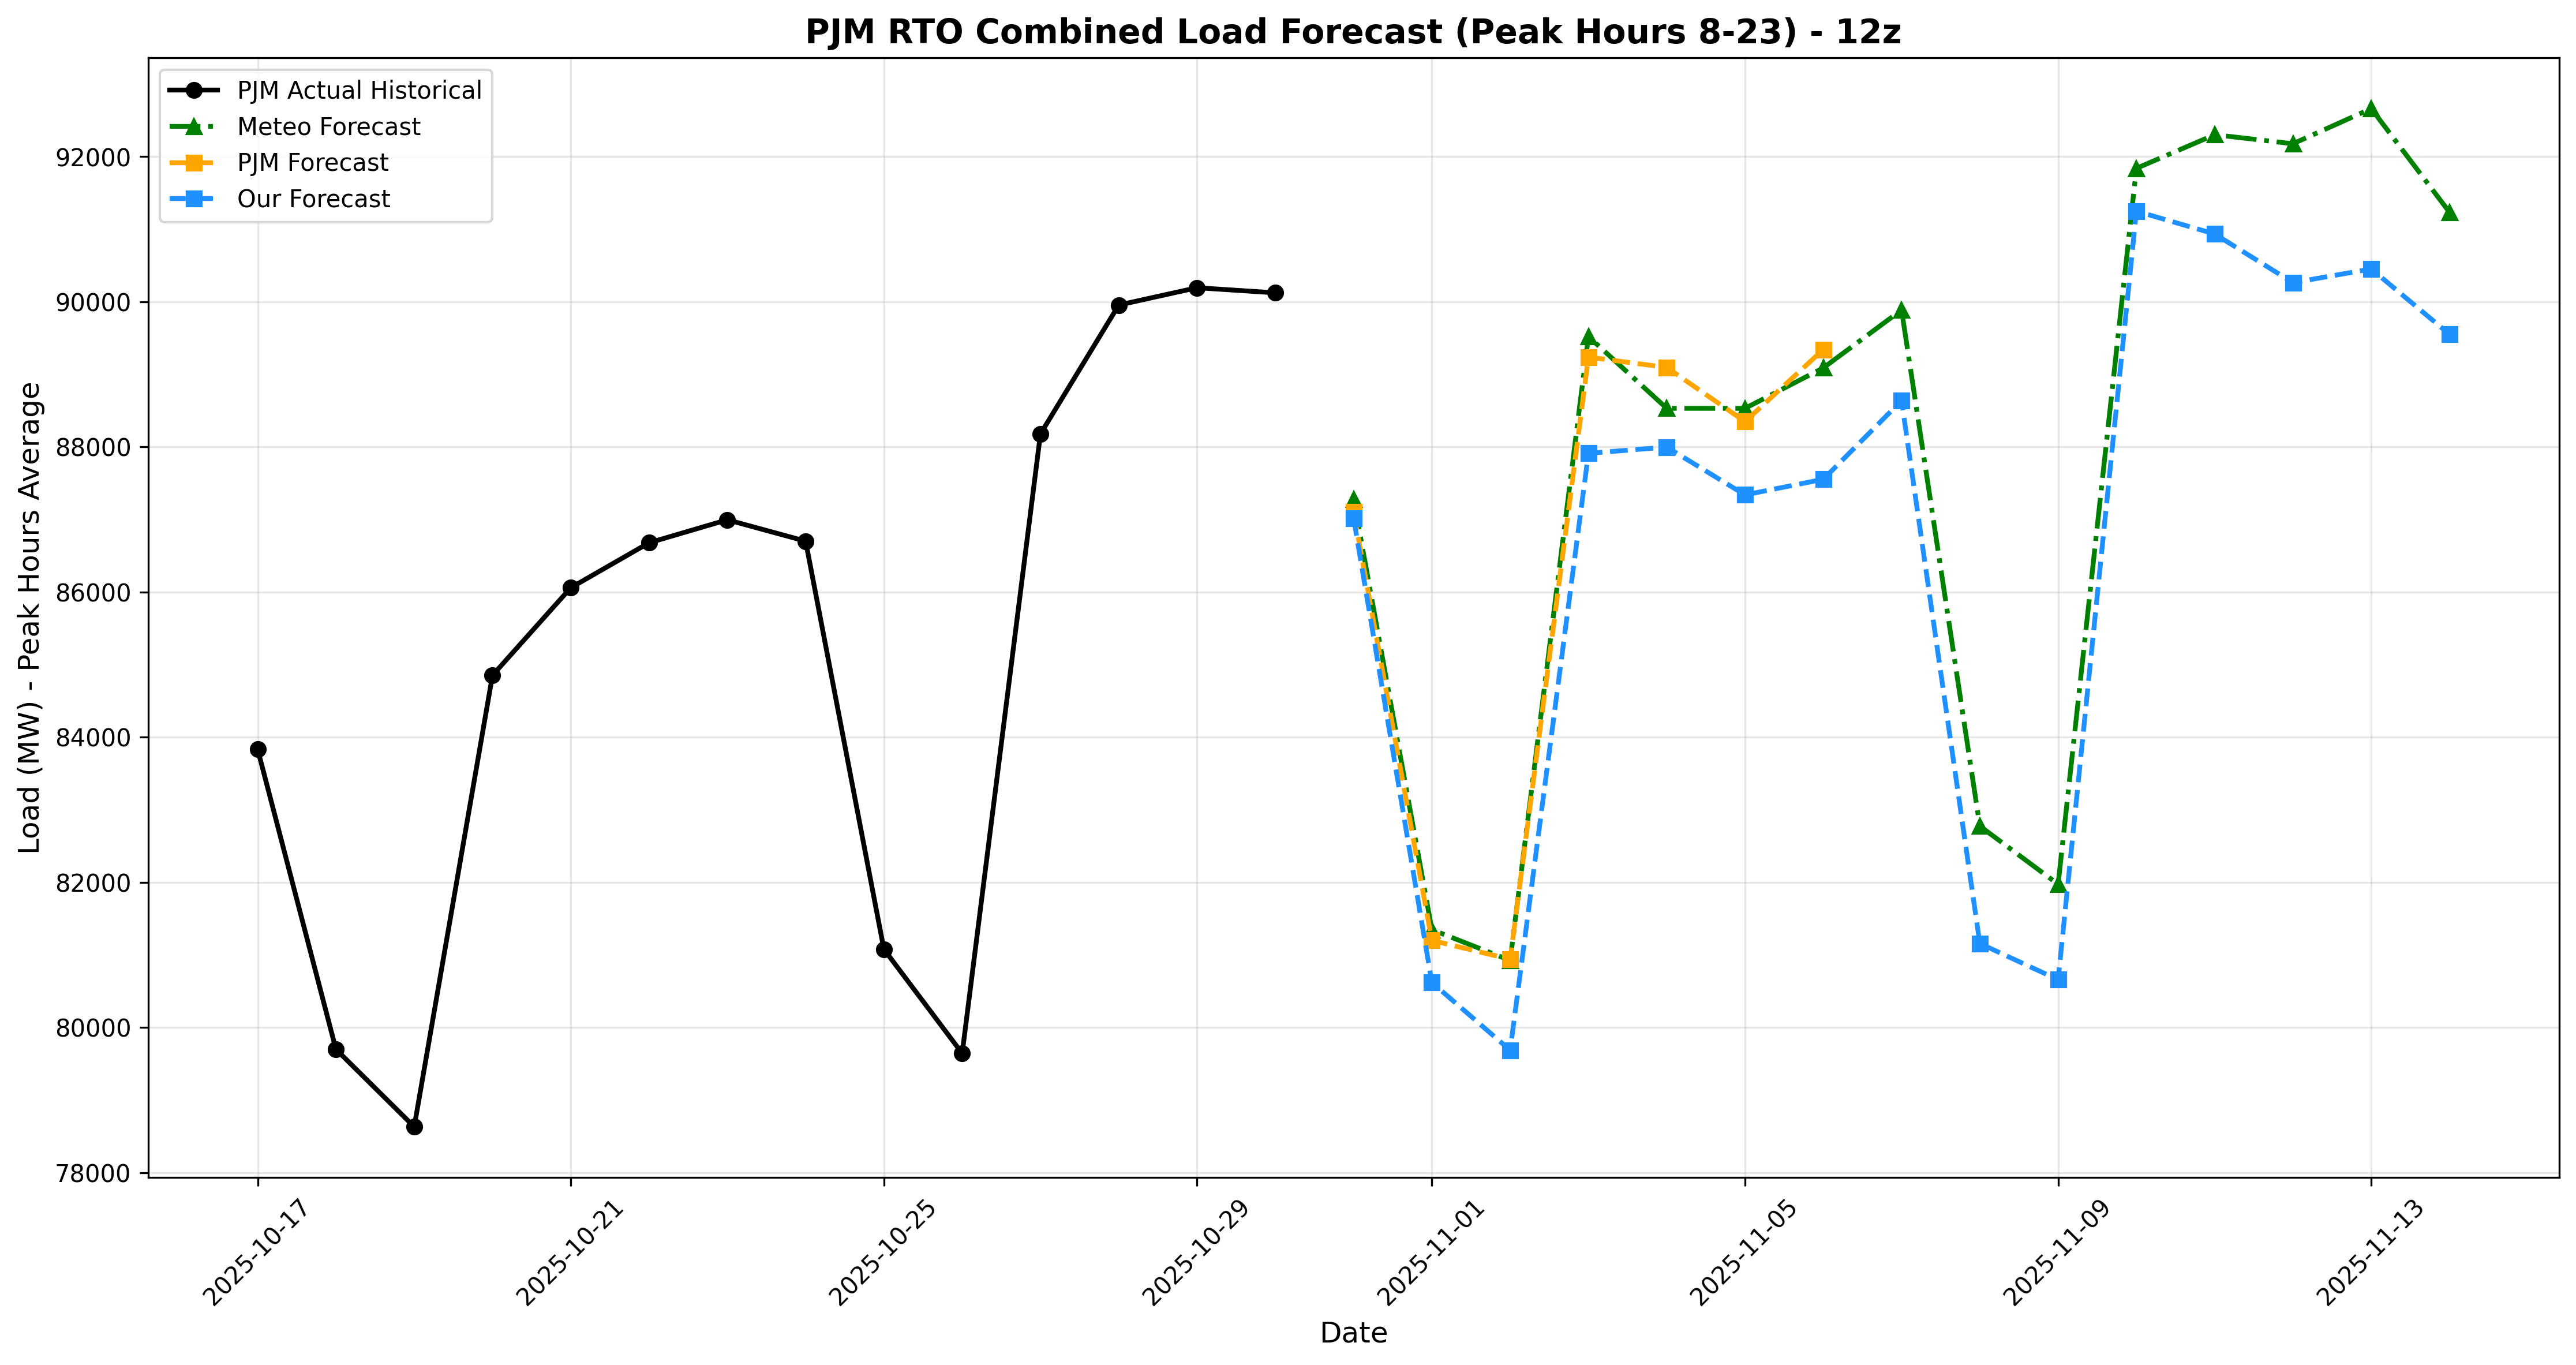 PJM RTO Combined Load Forecast (Peak Hours 8-23) - 12z
PJM Actual Historical
Meteo Forecast
PJM Forecast
Our Forecast
Load (MW) - Peak Hours Average
92000
90000
88000
86000
84000
82000
80000
78000
2025-10-17
2025-10-21
2025-10-25
2025-10-29
2025-11-01
2025-11-05
2025-11-09
2025-11-13
Date